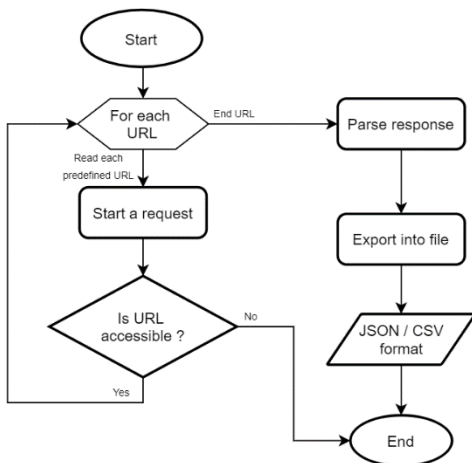 Start
For each
URL
End URL
Parse response
Read each
predefined URL
Start a request
Export into file
Is URL
accessible ?
No
Yes
JSON / CSV
format
End